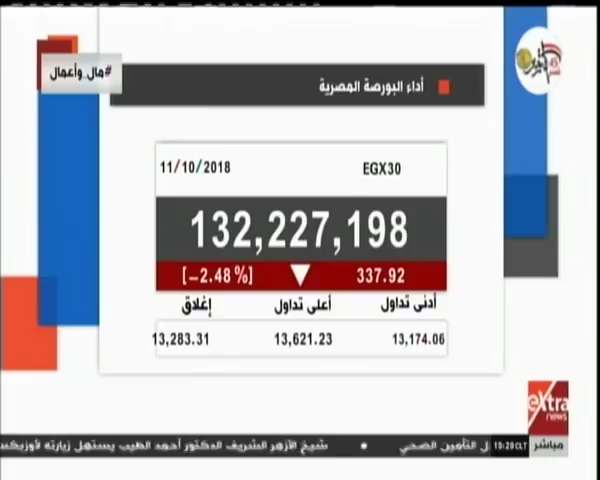 #مال_وأعمال
أداء البورصة المصرية
11/10/2018 EGX30
132,227,198
[-2.48%] 337.92
أدنى تداول أعلى تداول إغلاق
13,283.31 13,621.23 13,174.06
extra
news
مباشر
19:29 CLT
ل التأمين الصحي
شيخ الأزهر الشريف الدكتور أحمد الطيب يستهل زيارته لأوزبكس